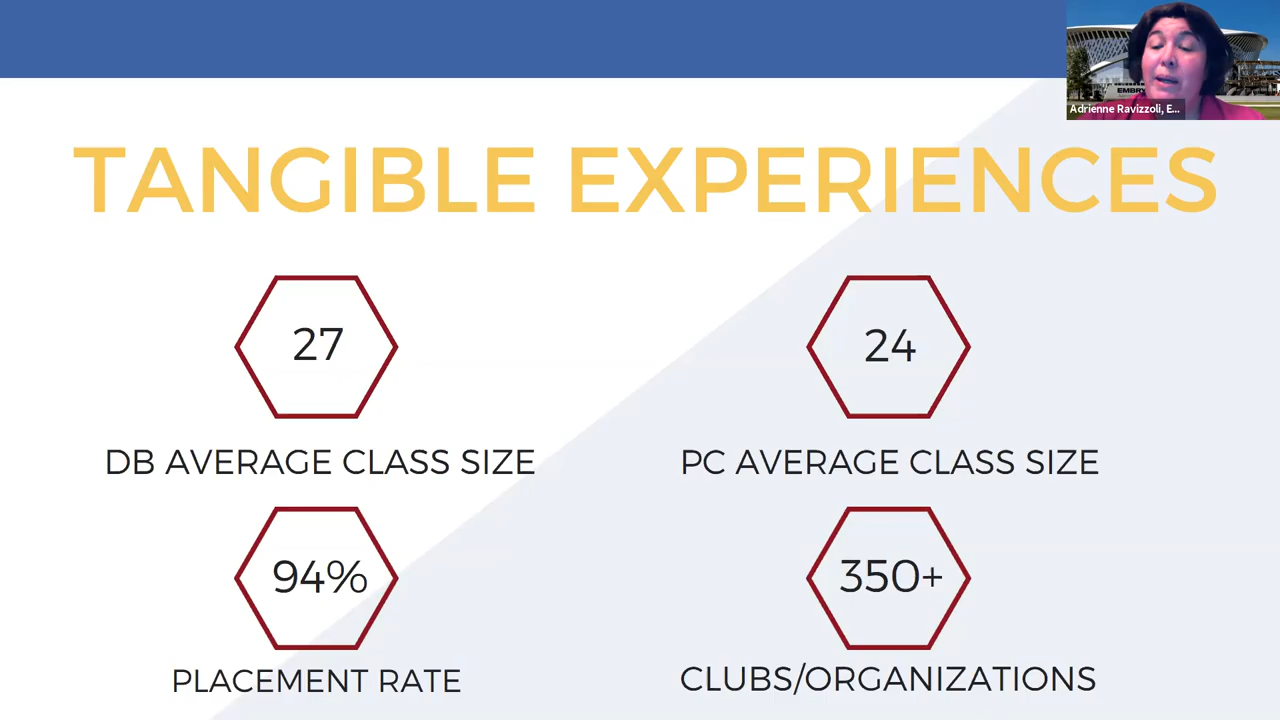 EMBRY
Adrienne Ravizzoli, E...
TANGIBLE EXPERIENCES
27
24
DB AVERAGE CLASS SIZE
PC AVERAGE CLASS SIZE
94%
350+
PLACEMENT RATE
CLUBS/ORGANIZATIONS